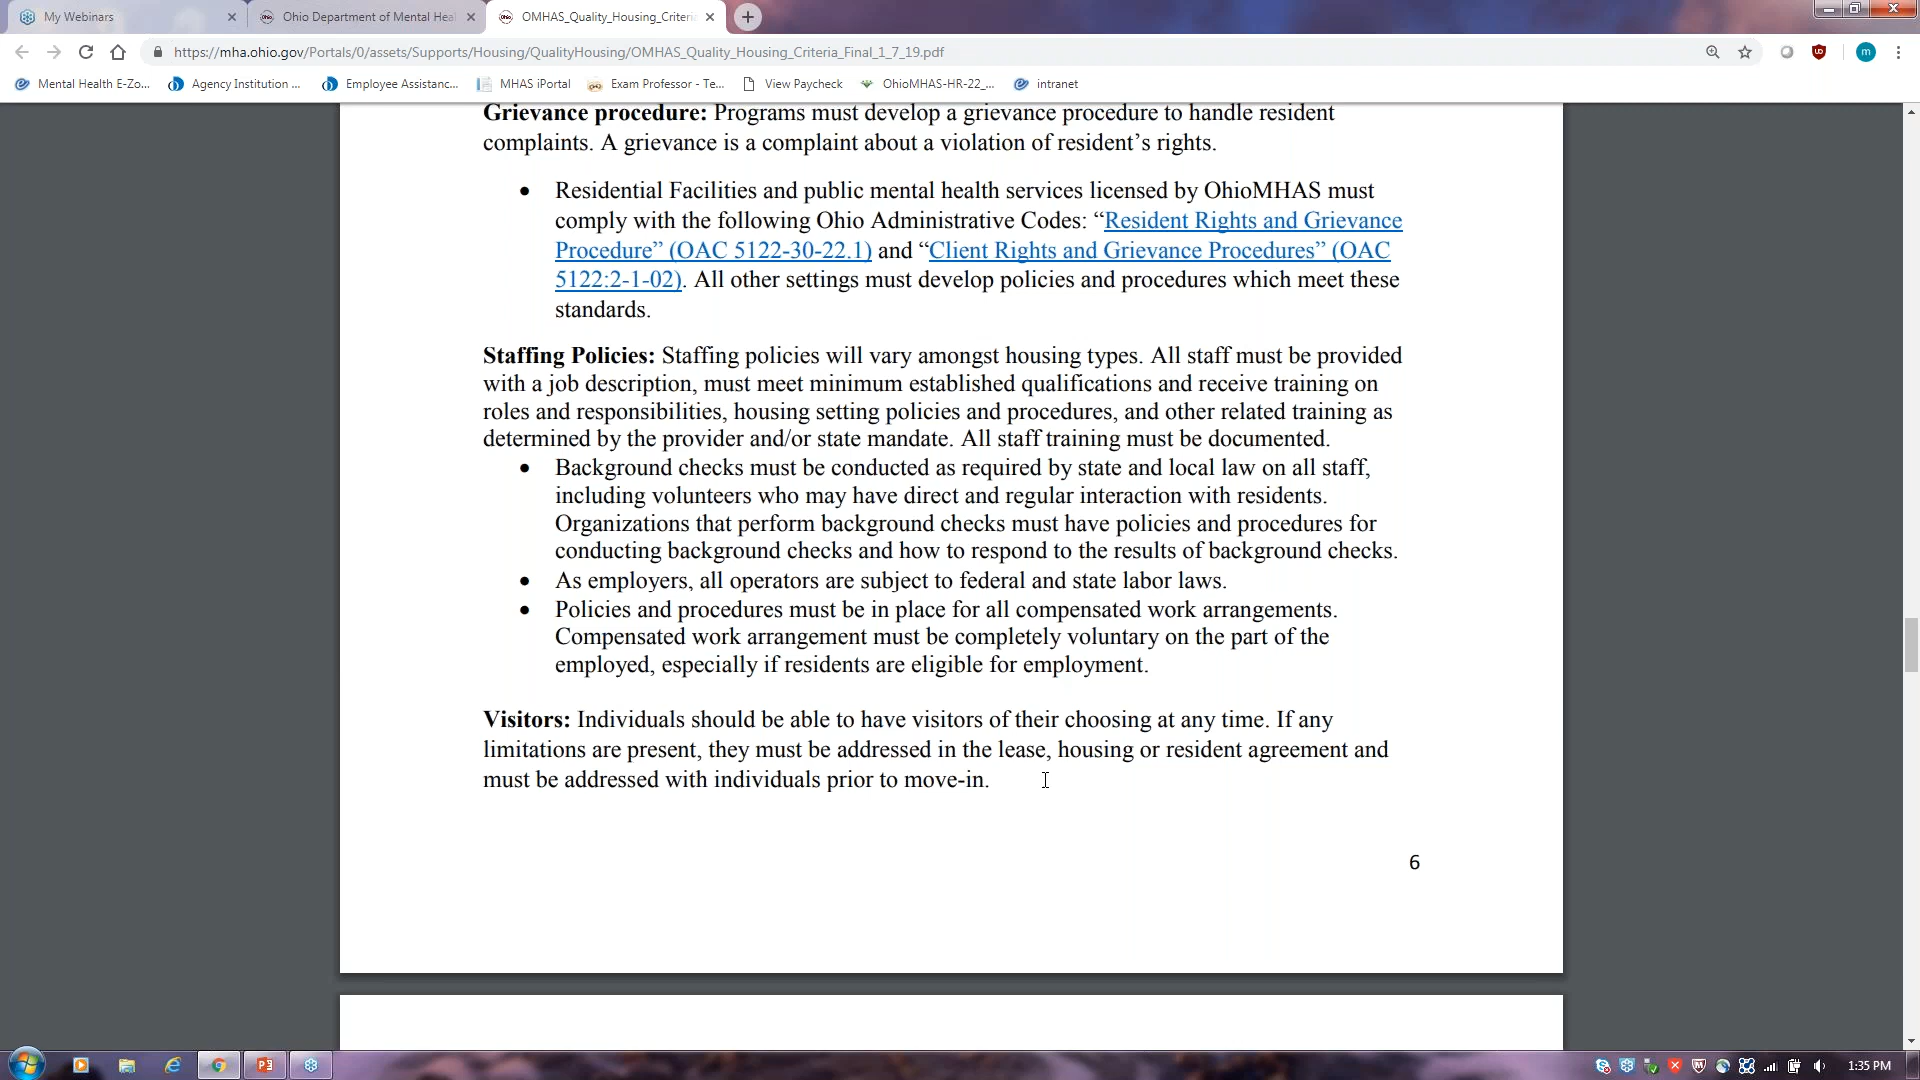 My Webinars
Ohio Department of Mental Heal
OMHAS_Quality_Housing_Criteria
https://mha.ohio.gov/Portals/0/assets/Supports/Housing/QualityHousing/OMHAS_Quality_Housing_Criteria_Final_1_7_19.pdf
m
Mental Health E-Zo...
Agency Institution ...
Employee Assistanc...
MHAS iPortal
Exam Professor - Te...
View Paycheck
OhioMHAS-HR-22_...
intranet
Grievance procedure: Programs must develop a grievance procedure to handle resident
complaints. A grievance is a complaint about a violation of resident’s rights.
• Residential Facilities and public mental health services licensed by OhioMHAS must
comply with the following Ohio Administrative Codes: “Resident Rights and Grievance
Procedure” (OAC 5122-30-22.1) and “Client Rights and Grievance Procedures” (OAC
5122:2-1-02). All other settings must develop policies and procedures which meet these
standards.
Staffing Policies: Staffing policies will vary amongst housing types. All staff must be provided
with a job description, must meet minimum established qualifications and receive training on
roles and responsibilities, housing setting policies and procedures, and other related training as
determined by the provider and/or state mandate. All staff training must be documented.
• Background checks must be conducted as required by state and local law on all staff,
including volunteers who may have direct and regular interaction with residents.
Organizations that perform background checks must have policies and procedures for
conducting background checks and how to respond to the results of background checks.
• As employers, all operators are subject to federal and state labor laws.
• Policies and procedures must be in place for all compensated work arrangements.
Compensated work arrangement must be completely voluntary on the part of the
employed, especially if residents are eligible for employment.
Visitors: Individuals should be able to have visitors of their choosing at any time. If any
limitations are present, they must be addressed in the lease, housing or resident agreement and
must be addressed with individuals prior to move-in.
6
1:35 PM